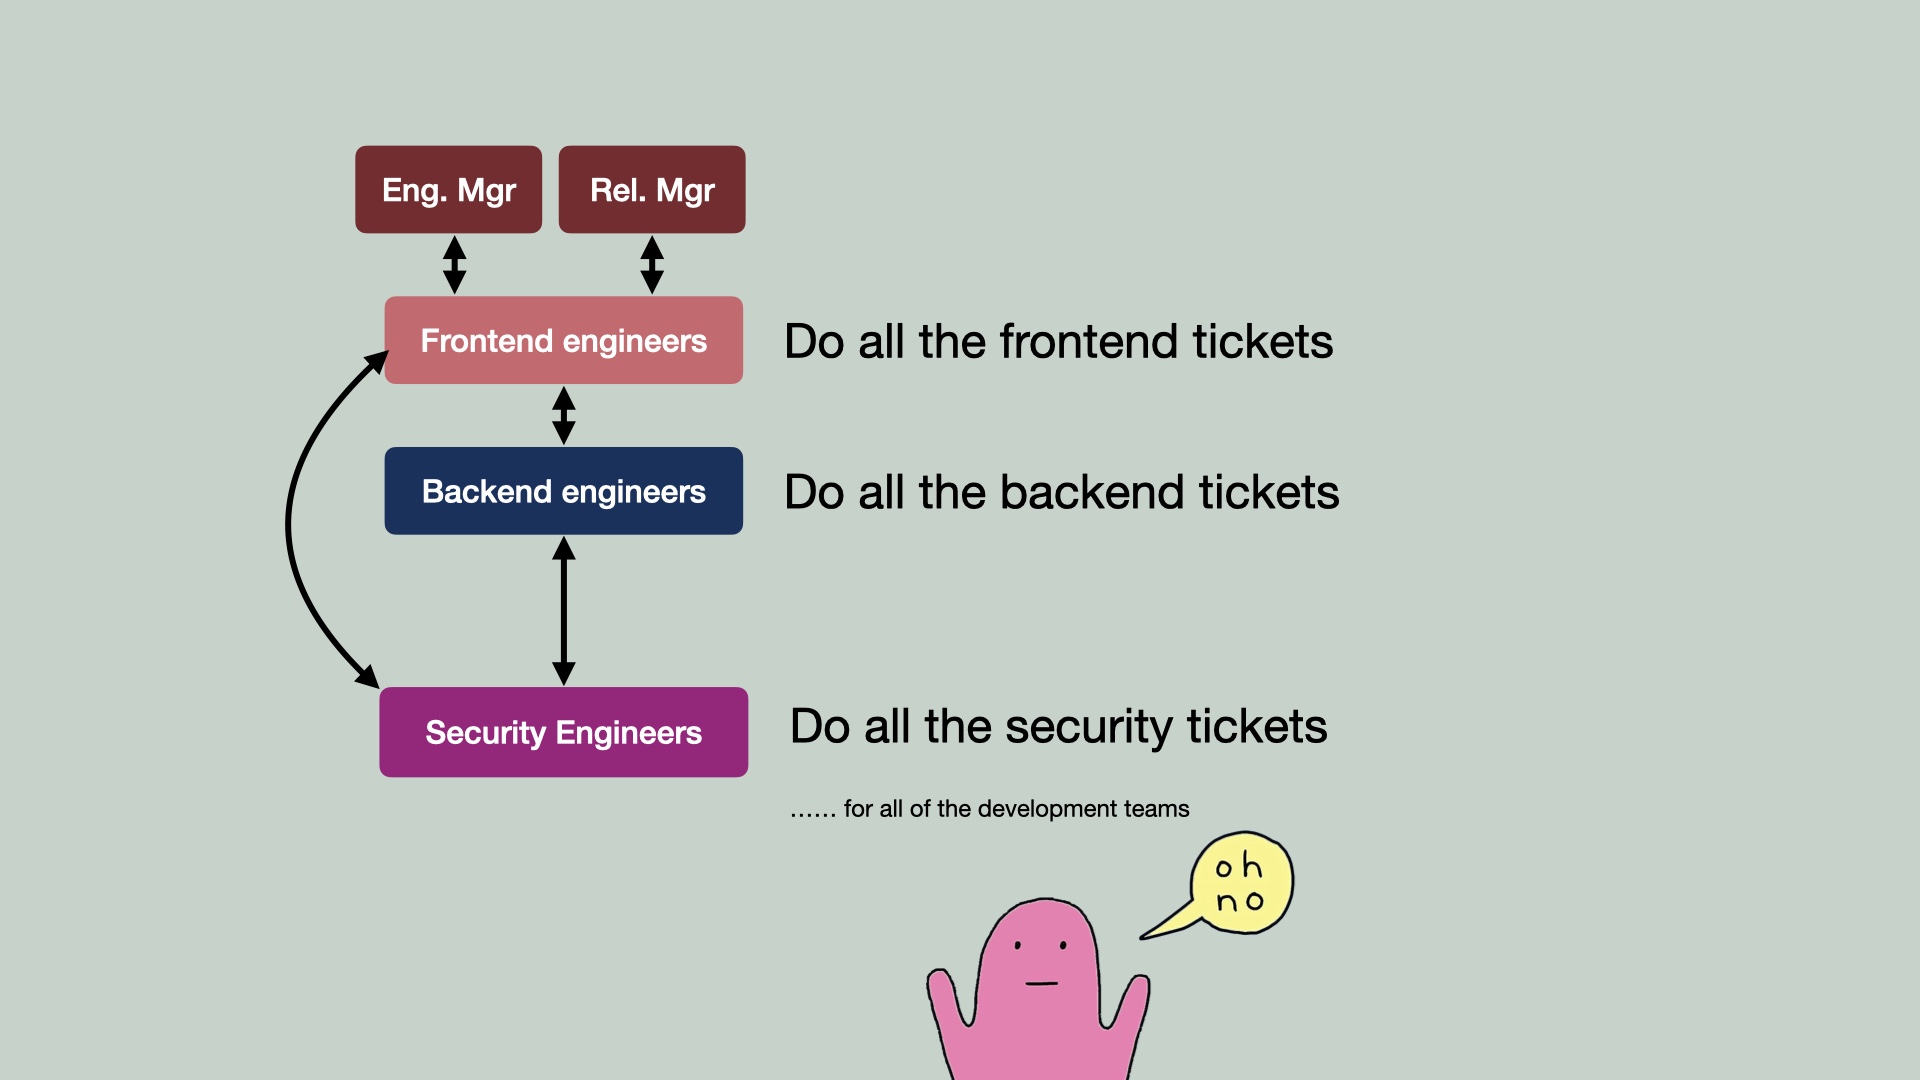 Eng. Mgr
Rel. Mgr
Frontend engineers
Do all the frontend tickets
Backend engineers
Do all the backend tickets
Security Engineers
Do all the security tickets
...... for all of the development teams
oh
no